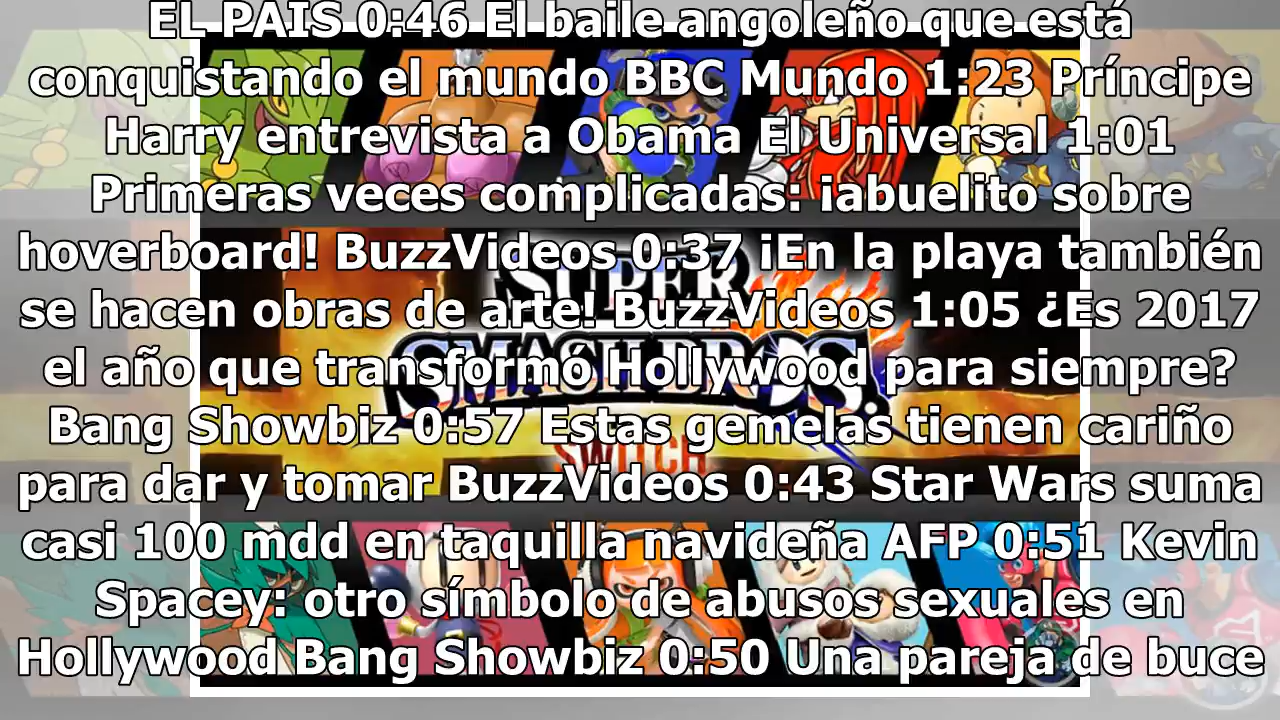 EL PAÍS 0:46 El baile angoleño que está
conquistando el mundo BBC Mundo 1:23 Príncipe
Harry entrevista a Obama El Universal 1:01
Primeras veces complicadas: ¡abuelito sobre
hoverboard! BuzzVideos 0:37 ¡En la playa también
se hacen obras de arte! BuzzVideos 1:05 ¿Es 2017
el año que transformó Hollywood para siempre?
Bang Showbiz 0:57 Estas gemelas tienen cariño
para dar y tomar BuzzVideos 0:43 Star Wars suma
casi 100 mdd en taquilla navideña AFP 0:51 Kevin
Spacey: otro símbolo de abusos sexuales en
Hollywood Bang Showbiz 0:50 Una pareja de buce
SUPER
SMASH BROS.
SWITCH